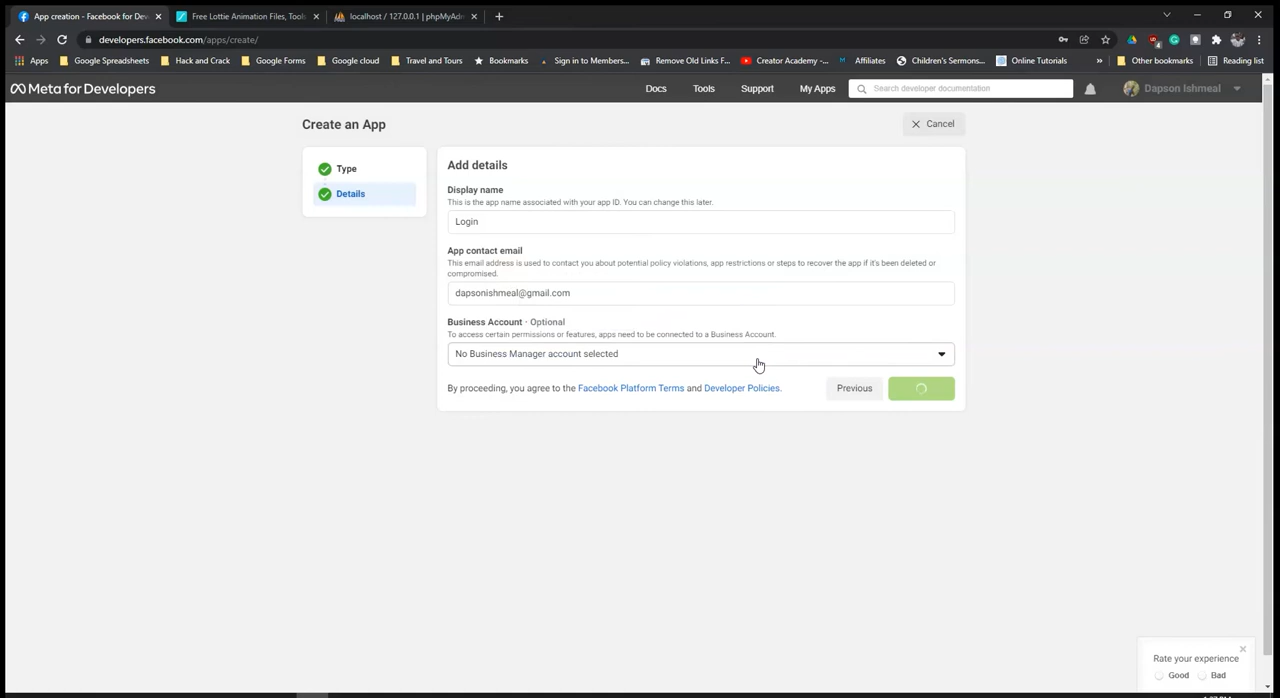 App creation - Facebook for Dev
Free Lottie Animation Files, Tools
localhost / 127.0.0.1 | phpMyAdm
developers.facebook.com/apps/create/
4
Apps Google Spreadsheets Hack and Crack Google Forms Google cloud Travel and Tours Bookmarks Sign in to Members... Remove Old Links F... Creator Academy -... Affiliates Children's Sermons... Online Tutorials » Other bookmarks Reading list
Meta for Developers Docs Tools Support My Apps Search developer documentation Dapson Ishmeal
Create an App
Cancel
Type
Details
Add details
Display name
This is the app name associated with your app ID. You can change this later.
Login
App contact email
This email address is used to contact you about potential policy violations, app restrictions or steps to recover the app if it's been deleted or
compromised.
dapsonishmeal@gmail.com
Business Account · Optional
To access certain permissions or features, apps need to be connected to a Business Account.
No Business Manager account selected
By proceeding, you agree to the Facebook Platform Terms and Developer Policies.
Previous
Rate your experience
Good Bad